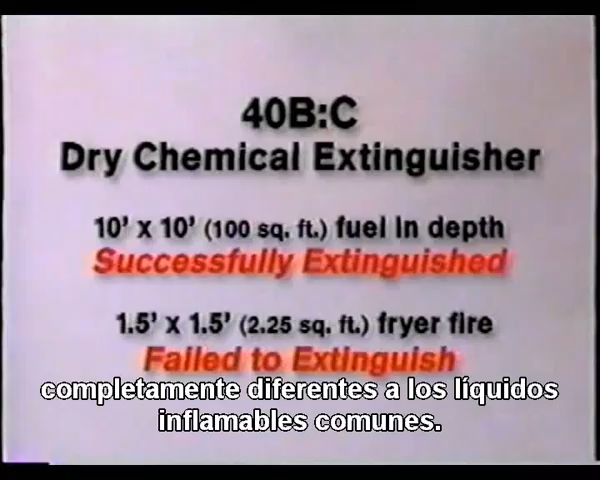 40B:C
Dry Chemical Extinguisher
10' x 10' (100 sq. ft.) fuel in depth
Successfully Extinguished
1.5' x 1.5' (2.25 sq. ft.) fryer fire
Failed to Extinguish
completamente diferentes a los líquidos
inflamables comunes.